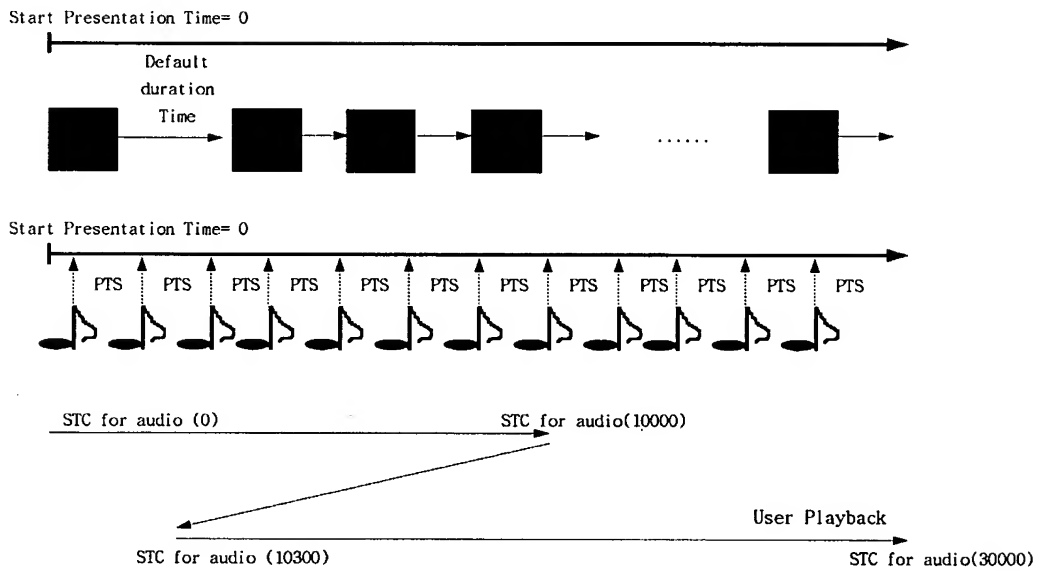 Start Presentation Time= 0
Default
duration
Time
......
Start Presentation Time= 0
PTS PTS PTS PTS PTS PTS PTS PTS PTS PTS PTS PTS
STC for audio (0)
STC for audio(10000)
User Playback
STC for audio (10300)
STC for audio(30000)